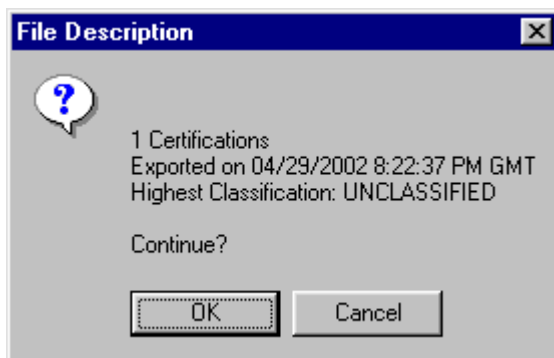 File Description
1 Certifications
Exported on 04/29/2002 8:22:37 PM GMT
Highest Classification: UNCLASSIFIED
Continue?
OK
Cancel